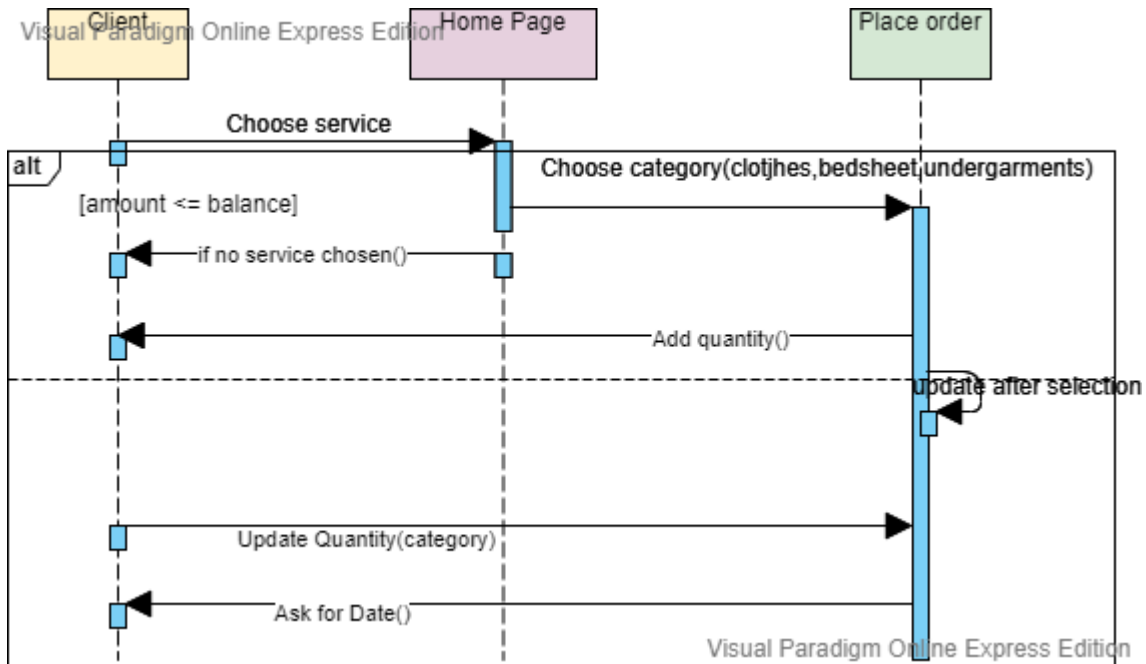 Client
Visual Paradigm Online Express Edition
Home Page
Place order
Choose service
alt
Choose category(clotjhes,bedsheet,undergarments)
[amount <= balance]
if no service chosen()
Add quantity()
update after selection
Update Quantity(category)
Ask for Date()
Visual Paradigm Online Express Edition